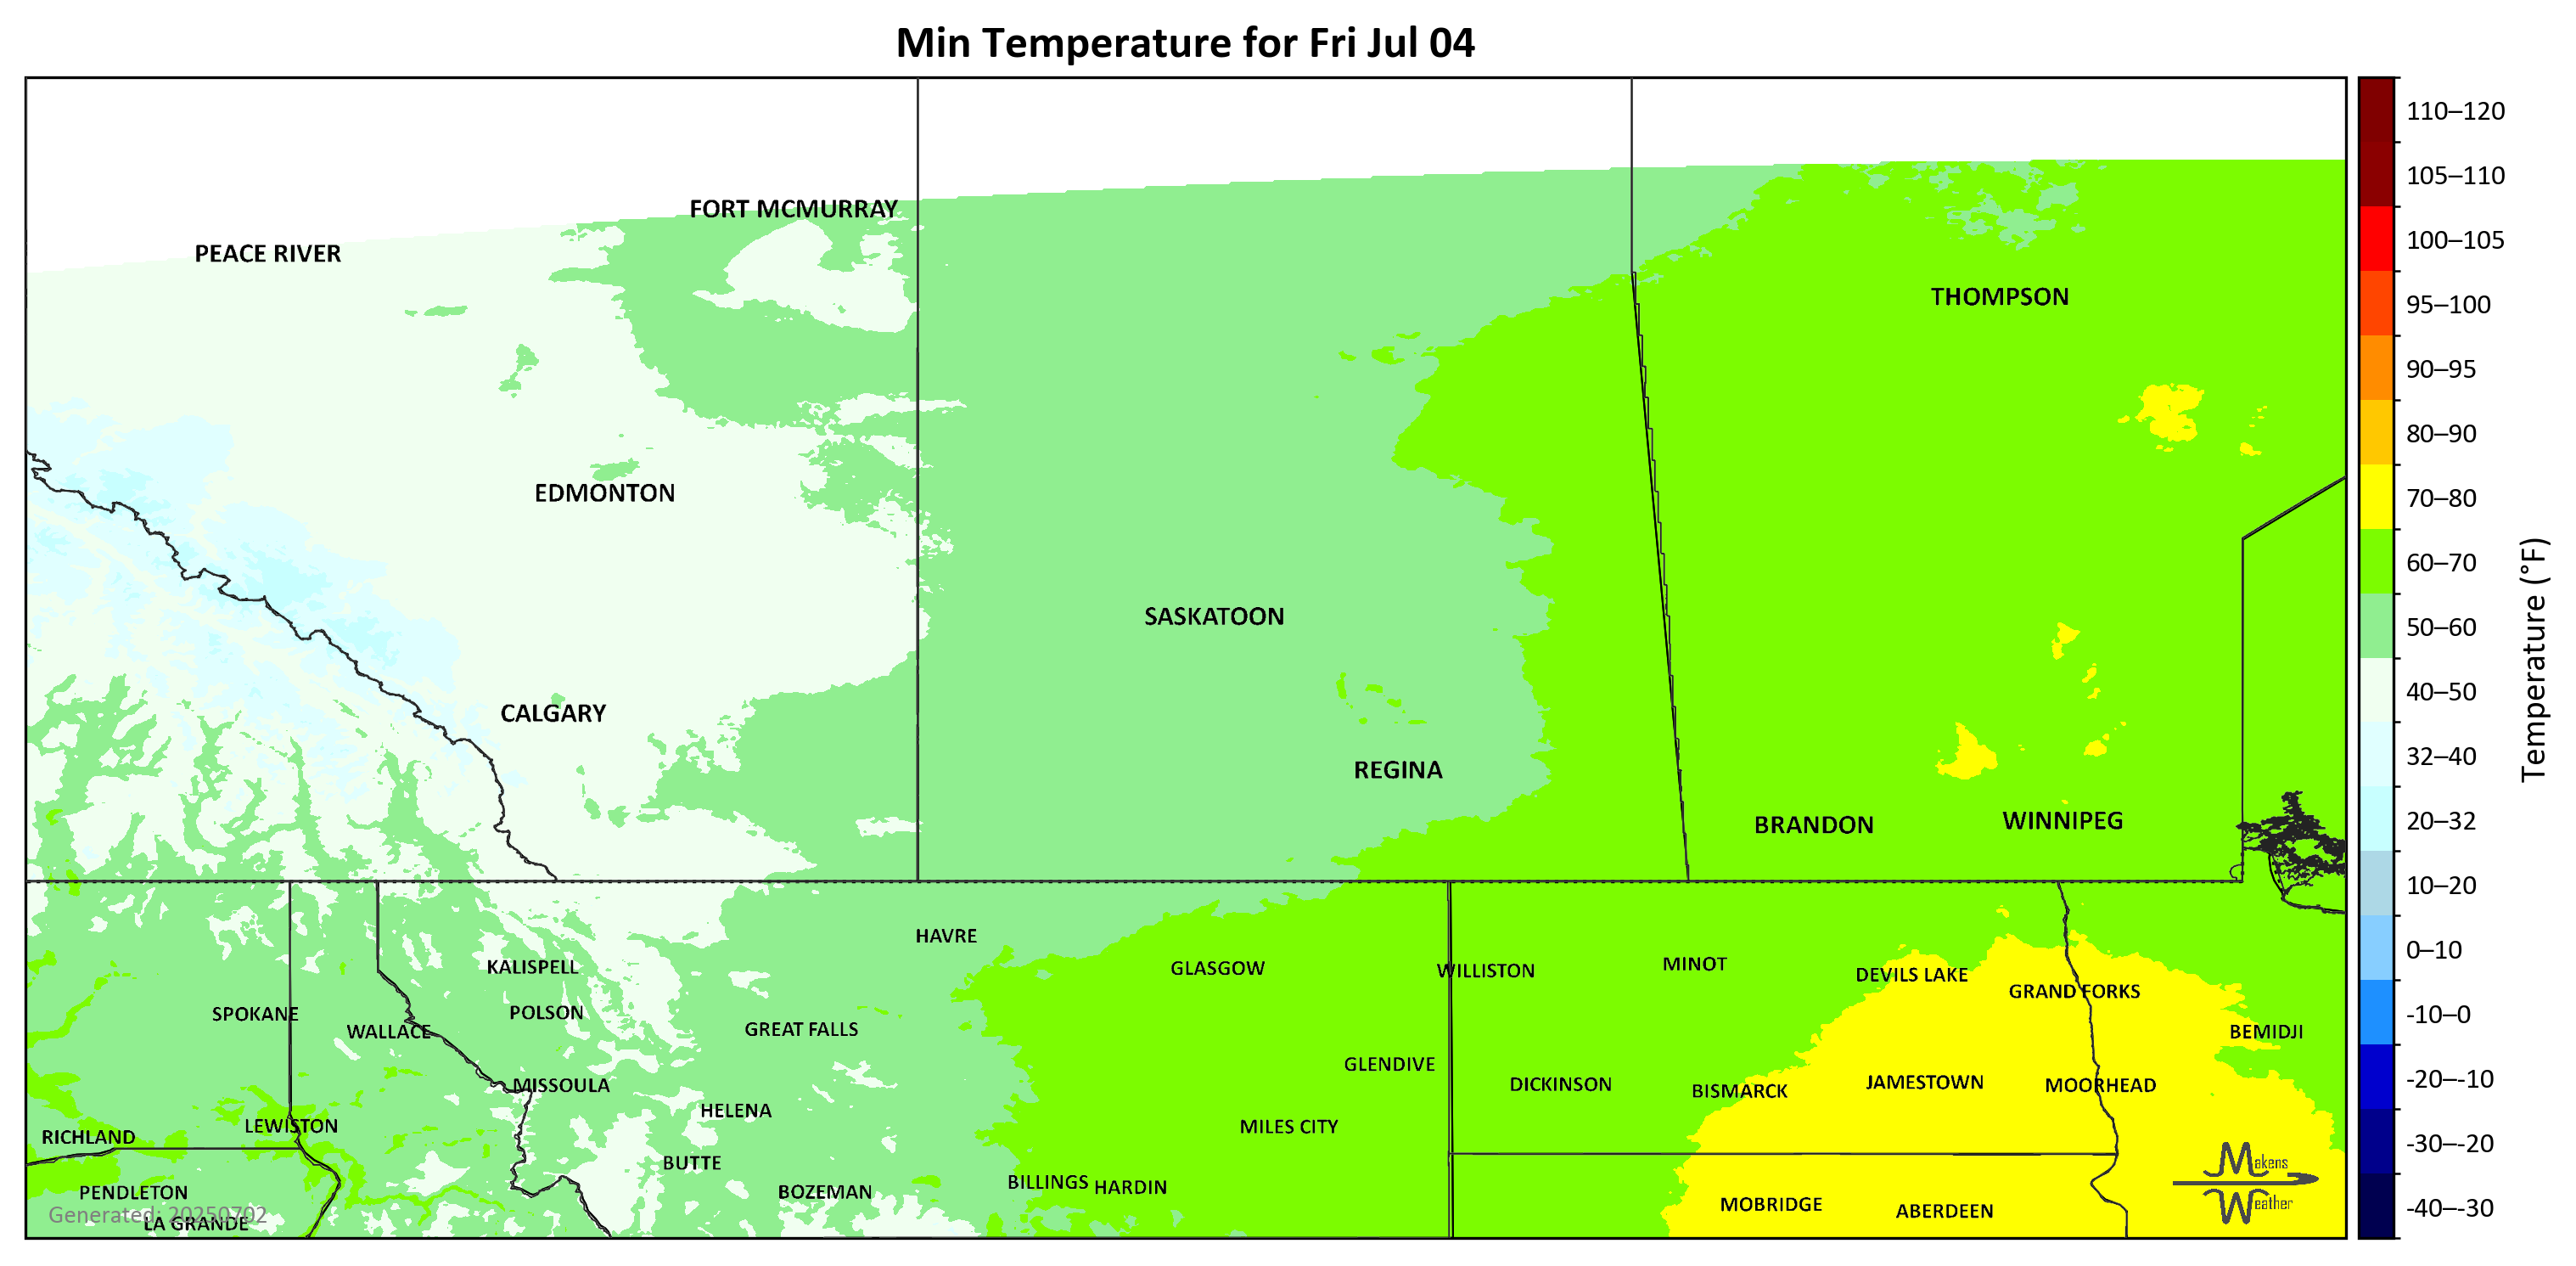 Min Temperature for Fri Jul 04
FORT MCMURRAY
PEACE RIVER
THOMPSON
EDMONTON
SASKATOON
CALGARY
REGINA
BRANDON
WINNIPEG
HAVRE
KALISPELL
GLASGOW
WILLISTON
MINOT
DEVILS LAKE
GRAND FORKS
SPOKANE
POLSON
WALLACE
GREAT FALLS
BEMIDJI
GLENDIVE
MISSOULA
DICKINSON
BISMARCK
JAMESTOWN
MOORHEAD
HELENA
LEWISTON
MILES CITY
RICHLAND
BUTTE
PENDLETON
BOZEMAN
BILLINGS
HARDIN
MOBRIDGE
ABERDEEN
Generated: 20250702
LA GRANDE
Makens
Weather
110–120
105–110
100–105
95–100
90–95
80–90
70–80
60–70
50–60
40–50
32–40
20–32
10–20
0–10
-10–0
-20–-10
-30–-20
-40–-30
Temperature (°F)